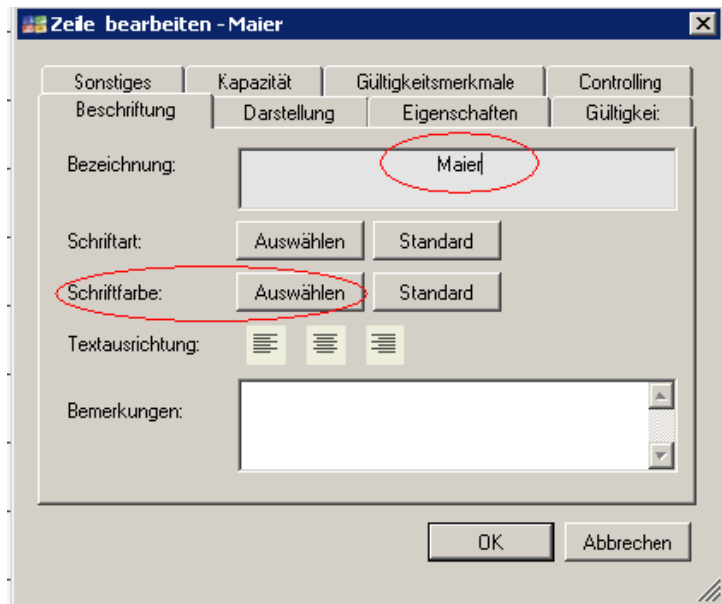 Zeile bearbeiten - Maier
Sonstiges Kapazität Gültigkeitsmerkmale Controlling
Beschriftung Darstellung Eigenschaften Gültigkei:
Bezeichnung: Maier
Schriftart: Auswählen Standard
Schriftfarbe: Auswählen Standard
Textausrichtung:
Bemerkungen:
OK Abbrechen